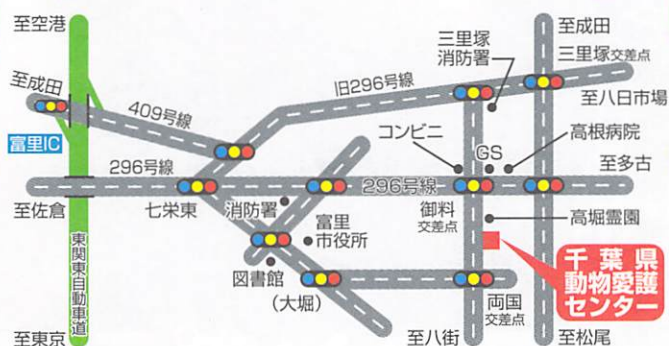 至空港
至成田
三里塚
消防署
三里塚交差点
至成田
旧296号線
409号線
至八日市場
富里IC
コンビニ
GS
高根病院
296号線
296号線
至多古
至佐倉
七栄東
消防署
富里
市役所
御料
交差点
高堀霊園
東関東自動車道
図書館
(大堀)
両国
交差点
千葉県
動物愛護
センター
至東京
至八街
至松尾